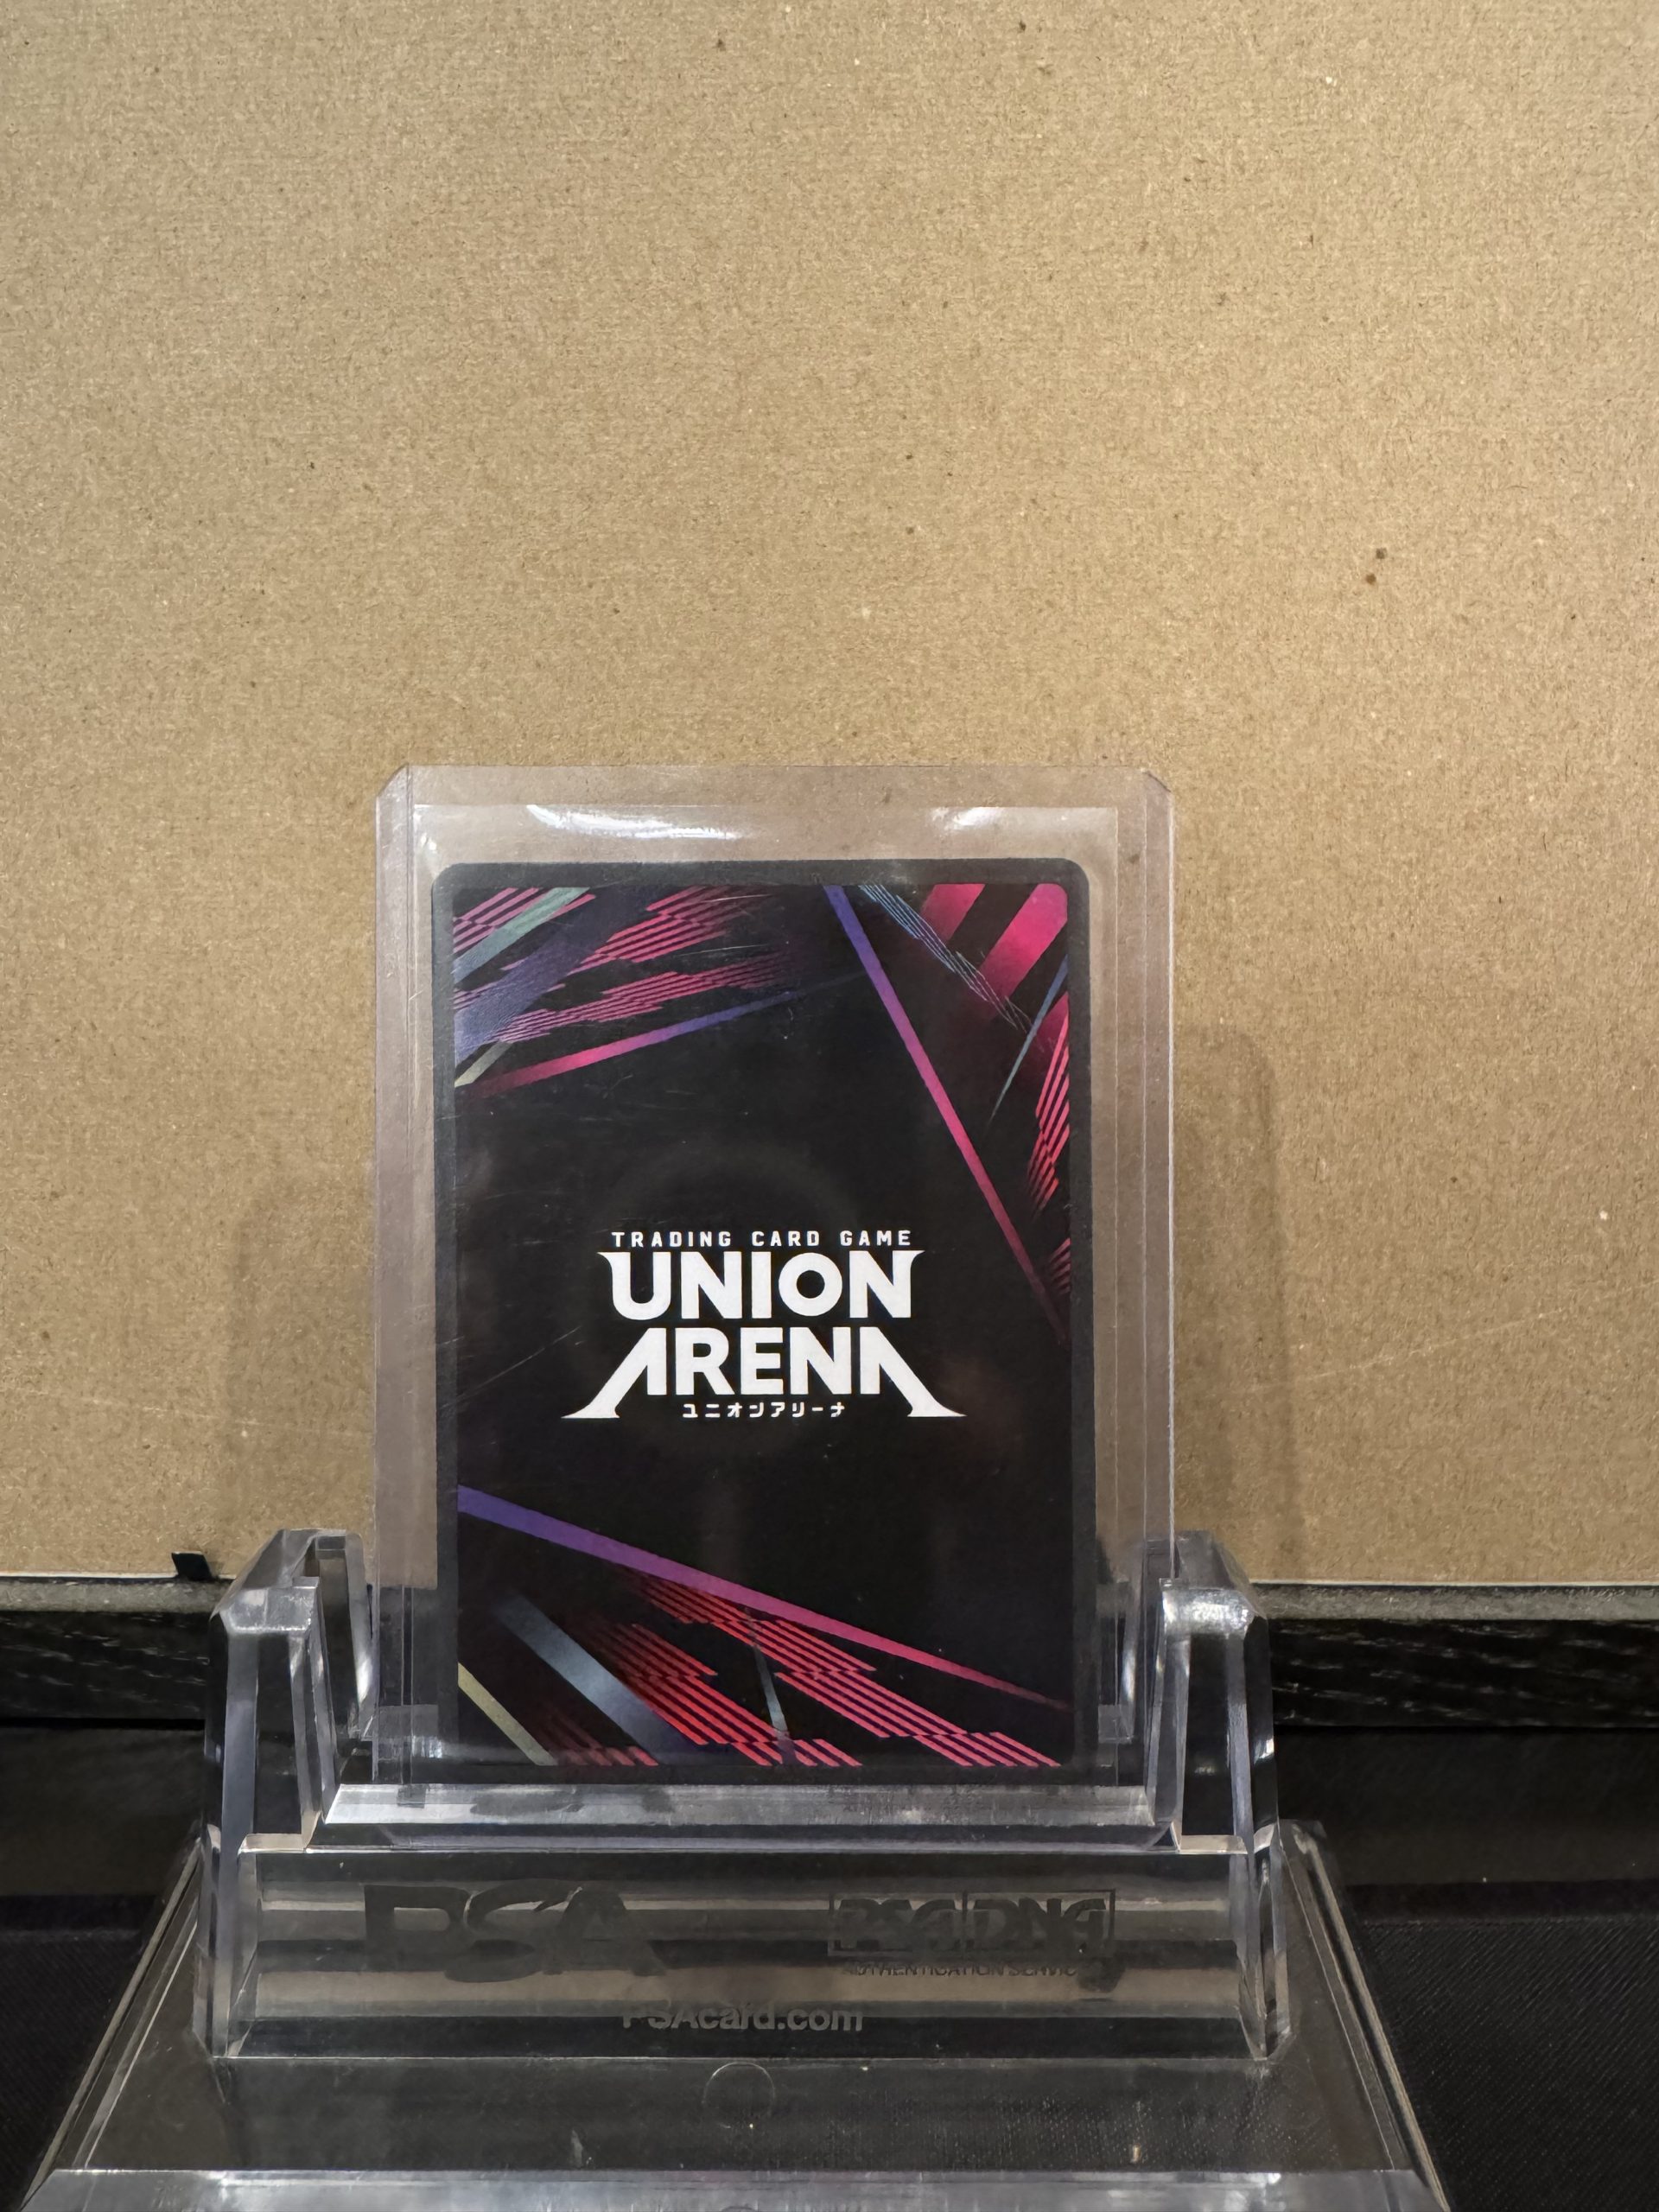 TRADING CARD GAME
UNION
ARENA
ユニオンアリーナ
PSA
PSA DNA
AUTHENTICATION SERVICES
PSAcard.com